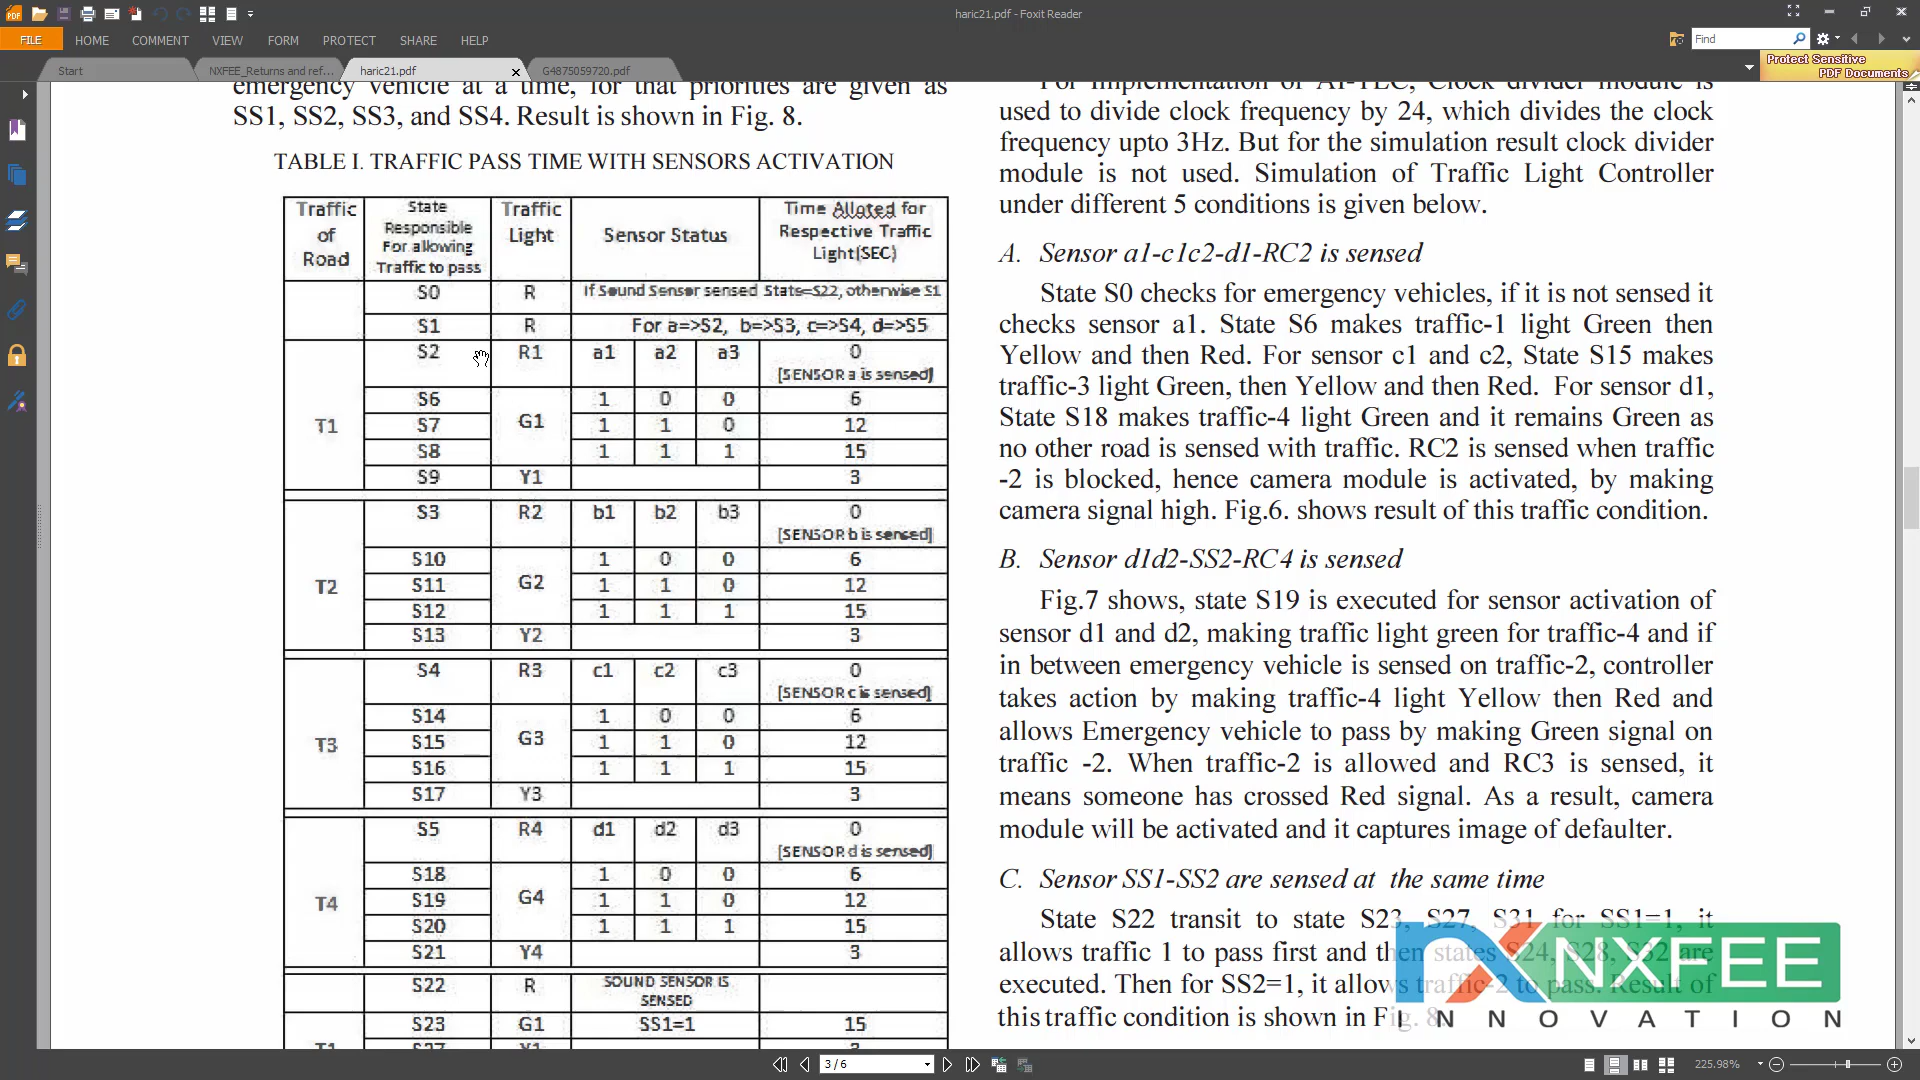 haric21.pdf - Foxit Reader
FILE HOME COMMENT VIEW FORM PROTECT SHARE HELP
Find
Protect Sensitive
PDF Documents
Start NXFEE_Returns and ref... haric21.pdf G4875059720.pdf
emergency vehicle at a time, for that priorities are given as
SS1, SS2, SS3, and SS4. Result is shown in Fig. 8.
TABLE I. TRAFFIC PASS TIME WITH SENSORS ACTIVATION
Traffic of Road State Responsible For allowing Traffic to pass Traffic Light Sensor Status Time Alloted for Respective Traffic Light(SEC)
S0 R If Sound Sensor sensed State=S22, otherwise S1
S1 R For a=>S2, b=>S3, c=>S4, d=>S5
T1
S2 R1 a1 a2 a3 0
[SENSOR a is sensed]
S6 G1 1 0 0 6
S7 1 1 0 12
S8 1 1 1 15
S9 Y1 3
T2
S3 R2 b1 b2 b3 0
[SENSOR b is sensed]
S10 G2 1 0 0 6
S11 1 1 0 12
S12 1 1 1 15
S13 Y2 3
T3
S4 R3 c1 c2 c3 0
[SENSOR c is sensed]
S14 G3 1 0 0 6
S15 1 1 0 12
S16 1 1 1 15
S17 Y3 3
T4
S5 R4 d1 d2 d3 0
[SENSOR d is sensed]
S18 G4 1 0 0 6
S19 1 1 0 12
S20 1 1 1 15
S21 Y4 3
S22 R SOUND SENSOR IS
SENSED
S23 G1 SS1=1 15
used to divide clock frequency by 24, which divides the clock
frequency upto 3Hz. But for the simulation result clock divider
module is not used. Simulation of Traffic Light Controller
under different 5 conditions is given below.
A. Sensor a1-c1c2-d1-RC2 is sensed
State S0 checks for emergency vehicles, if it is not sensed it
checks sensor a1. State S6 makes traffic-1 light Green then
Yellow and then Red. For sensor c1 and c2, State S15 makes
traffic-3 light Green, then Yellow and then Red. For sensor d1,
State S18 makes traffic-4 light Green and it remains Green as
no other road is sensed with traffic. RC2 is sensed when traffic
-2 is blocked, hence camera module is activated, by making
camera signal high. Fig.6. shows result of this traffic condition.
B. Sensor d1d2-SS2-RC4 is sensed
Fig.7 shows, state S19 is executed for sensor activation of
sensor d1 and d2, making traffic light green for traffic-4 and if
in between emergency vehicle is sensed on traffic-2, controller
takes action by making traffic-4 light Yellow then Red and
allows Emergency vehicle to pass by making Green signal on
traffic -2. When traffic-2 is allowed and RC3 is sensed, it
means someone has crossed Red signal. As a result, camera
module will be activated and it captures image of defaulter.
C. Sensor SS1-SS2 are sensed at the same time
State S22 transit to state S23, S27, S31 for SS1=1, it
allows traffic 1 to pass first and then states S24, S28, S32 are
executed. Then for SS2=1, it allows traffic-2 to pass. Result of
this traffic condition is shown in Fig. 8.
NXFEE
INNOVATION
3 / 6
225.98%